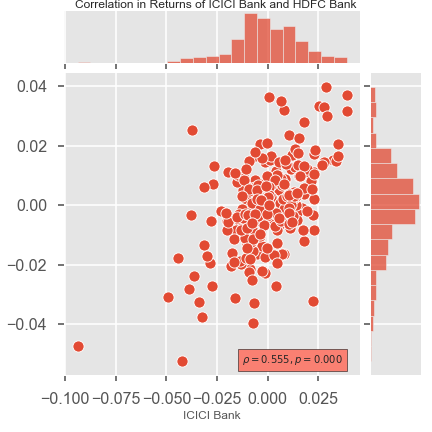 Correlation in Returns of ICICI Bank and HDFC Bank
0.04
0.02
0.00
−0.02
−0.04
ρ = 0.555, p = 0.000
−0.100 −0.075 −0.050 −0.025 0.000 0.025
ICICI Bank